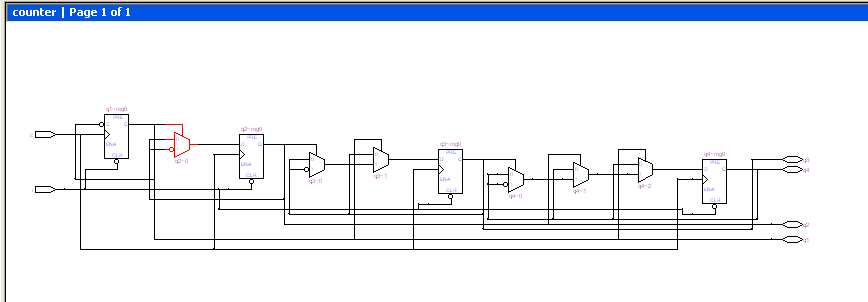 counter | Page 1 of 1
q1~reg0
PRE
D
Q
ENA
CLR
q2~0
q2~reg0
PRE
D
Q
ENA
CLR
q3~0
q3~1
q3~reg0
PRE
D
Q
ENA
CLR
q4~0
q4~1
q4~2
q4~reg0
PRE
D
Q
ENA
CLR
q3
q4
q2
q1